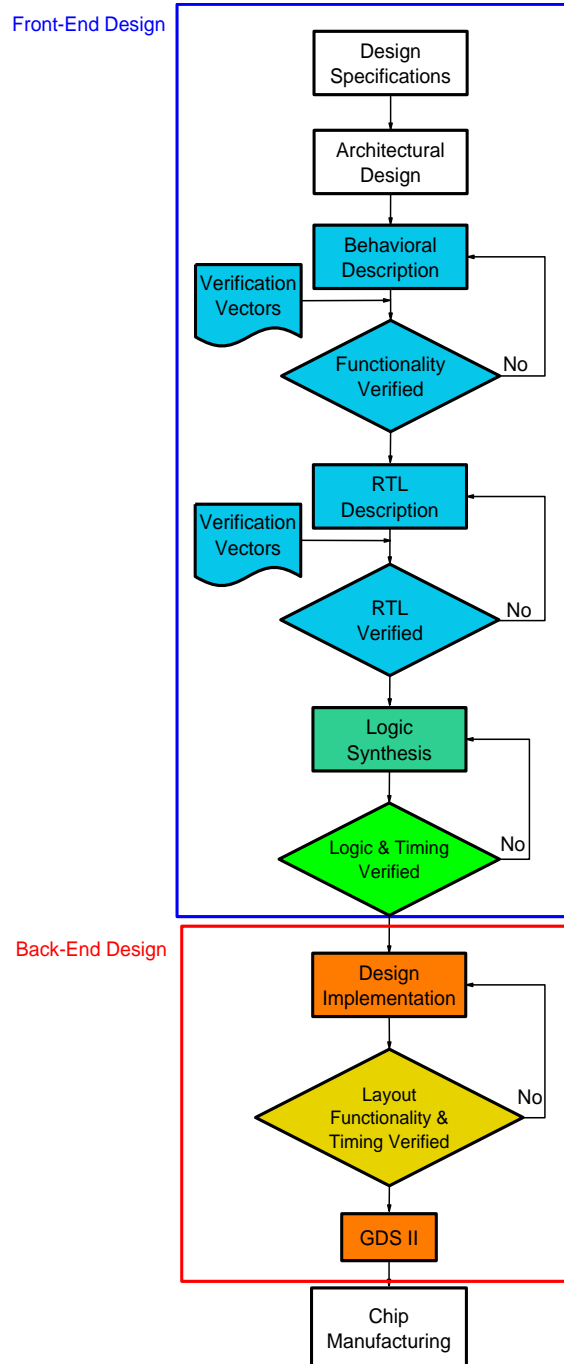 Front-End Design
Design
Specifications
Architectural
Design
Behavioral
Description
Verification
Vectors
Functionality
Verified
No
RTL
Description
Verification
Vectors
RTL
Verified
No
Logic
Synthesis
Logic & Timing
Verified
No
Back-End Design
Design
Implementation
Layout
Functionality &
Timing Verified
No
GDS II
Chip
Manufacturing